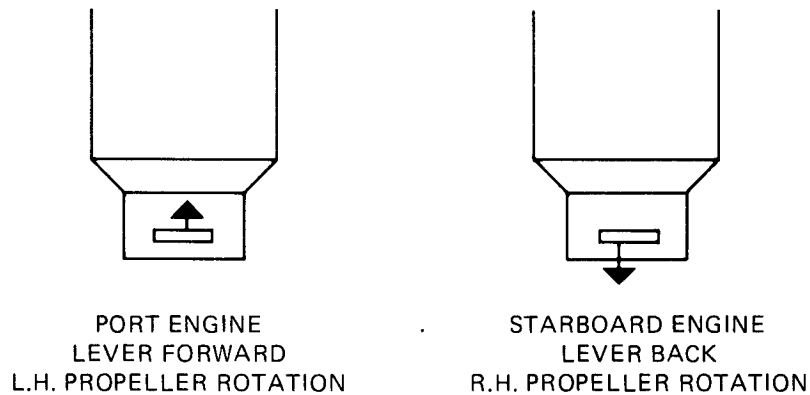 PORT ENGINE
LEVER FORWARD
L.H. PROPELLER ROTATION
STARBOARD ENGINE
LEVER BACK
R.H. PROPELLER ROTATION